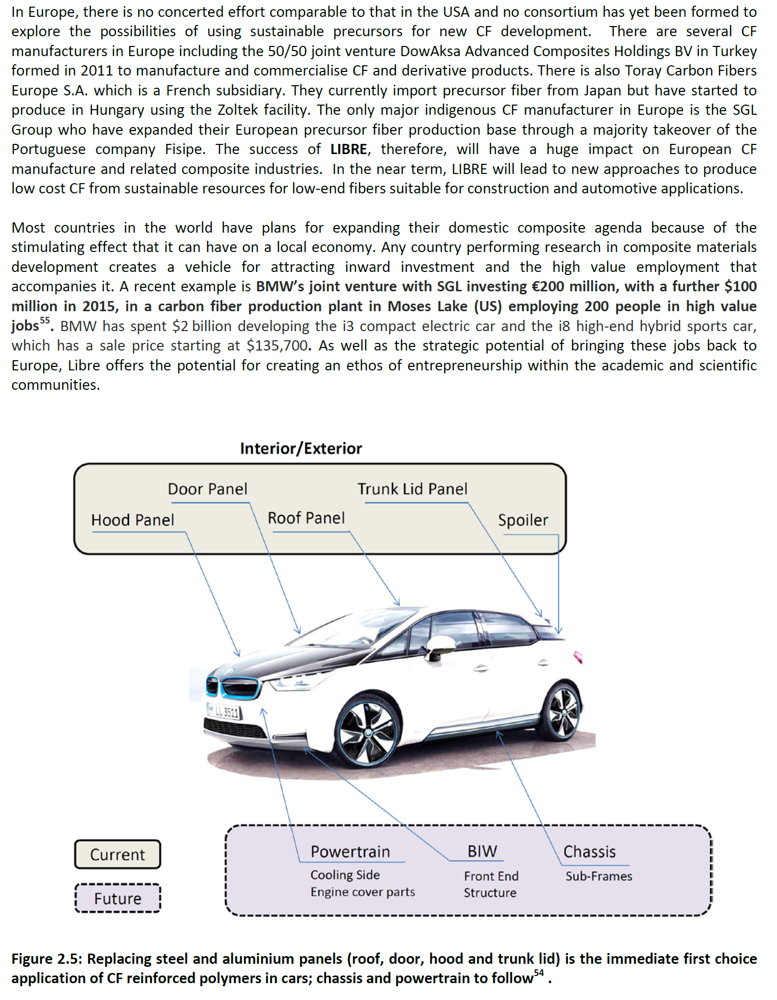 In Europe, there is no concerted effort comparable to that in the USA and no consortium has yet been formed to
explore the possibilities of using sustainable precursors for new CF development. There are several CF
manufacturers in Europe including the 50/50 joint venture DowAksa Advanced Composites Holdings BV in Turkey
formed in 2011 to manufacture and commercialise CF and derivative products. There is also Toray Carbon Fibers
Europe S.A. which is a French subsidiary. They currently import precursor fiber from Japan but have started to
produce in Hungary using the Zoltek facility. The only major indigenous CF manufacturer in Europe is the SGL
Group who have expanded their European precursor fiber production base through a majority takeover of the
Portuguese company Fisipe. The success of LIBRE, therefore, will have a huge impact on European CF
manufacture and related composite industries. In the near term, LIBRE will lead to new approaches to produce
low cost CF from sustainable resources for low-end fibers suitable for construction and automotive applications.
Most countries in the world have plans for expanding their domestic composite agenda because of the
stimulating effect that it can have on a local economy. Any country performing research in composite materials
development creates a vehicle for attracting inward investment and the high value employment that
accompanies it. A recent example is BMW's joint venture with SGL investing €200 million, with a further $100
million in 2015, in a carbon fiber production plant in Moses Lake (US) employing 200 people in high value
jobs55. BMW has spent $2 billion developing the i3 compact electric car and the i8 high-end hybrid sports car,
which has a sale price starting at $135,700. As well as the strategic potential of bringing these jobs back to
Europe, Libre offers the potential for creating an ethos of entrepreneurship within the academic and scientific
communities.
Interior/Exterior
Door Panel
Trunk Lid Panel
Hood Panel
Roof Panel
Spoiler
M LL 3511
Current
Future
Powertrain
Cooling Side
Engine cover parts
BIW
Front End
Structure
Chassis
Sub-Frames
Figure 2.5: Replacing steel and aluminium panels (roof, door, hood and trunk lid) is the immediate first choice
application of CF reinforced polymers in cars; chassis and powertrain to follow54 .